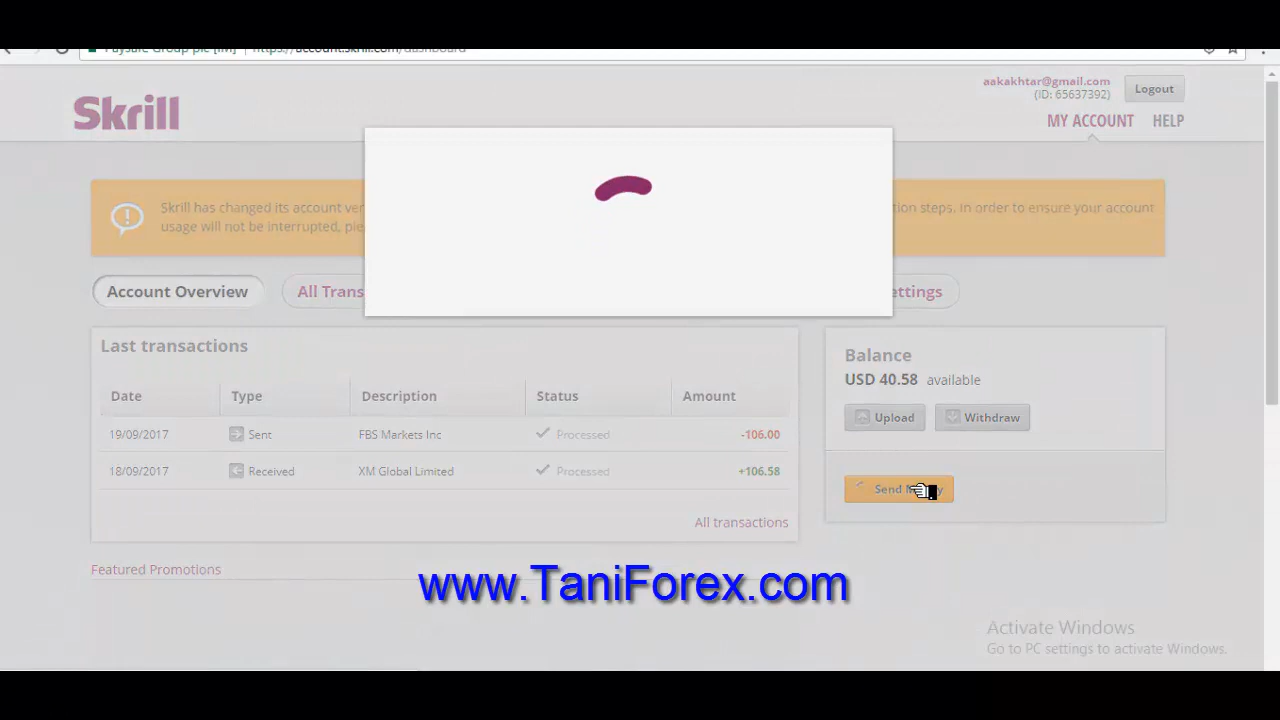 aakakhtar@gmail.com
(ID: 65637392)
Logout
Skrill
MY ACCOUNT
HELP
Skrill has changed its account
tion steps. In order to ensure your account
usage will not be interrupted,
Account Overview
All
Last transactions
Balance
USD 40.58 available
Date
Type
Description
Status
Amount
Upload
Withdraw
19/09/2017
Sent
FBS Markets Inc
Processed
-106.00
18/09/2017
Received
XM Global Limited
Processed
+106.58
Send
All transactions
Featured Promotions
www.TaniForex.com
Activate Windows
Go to PC settings to activate Windows.